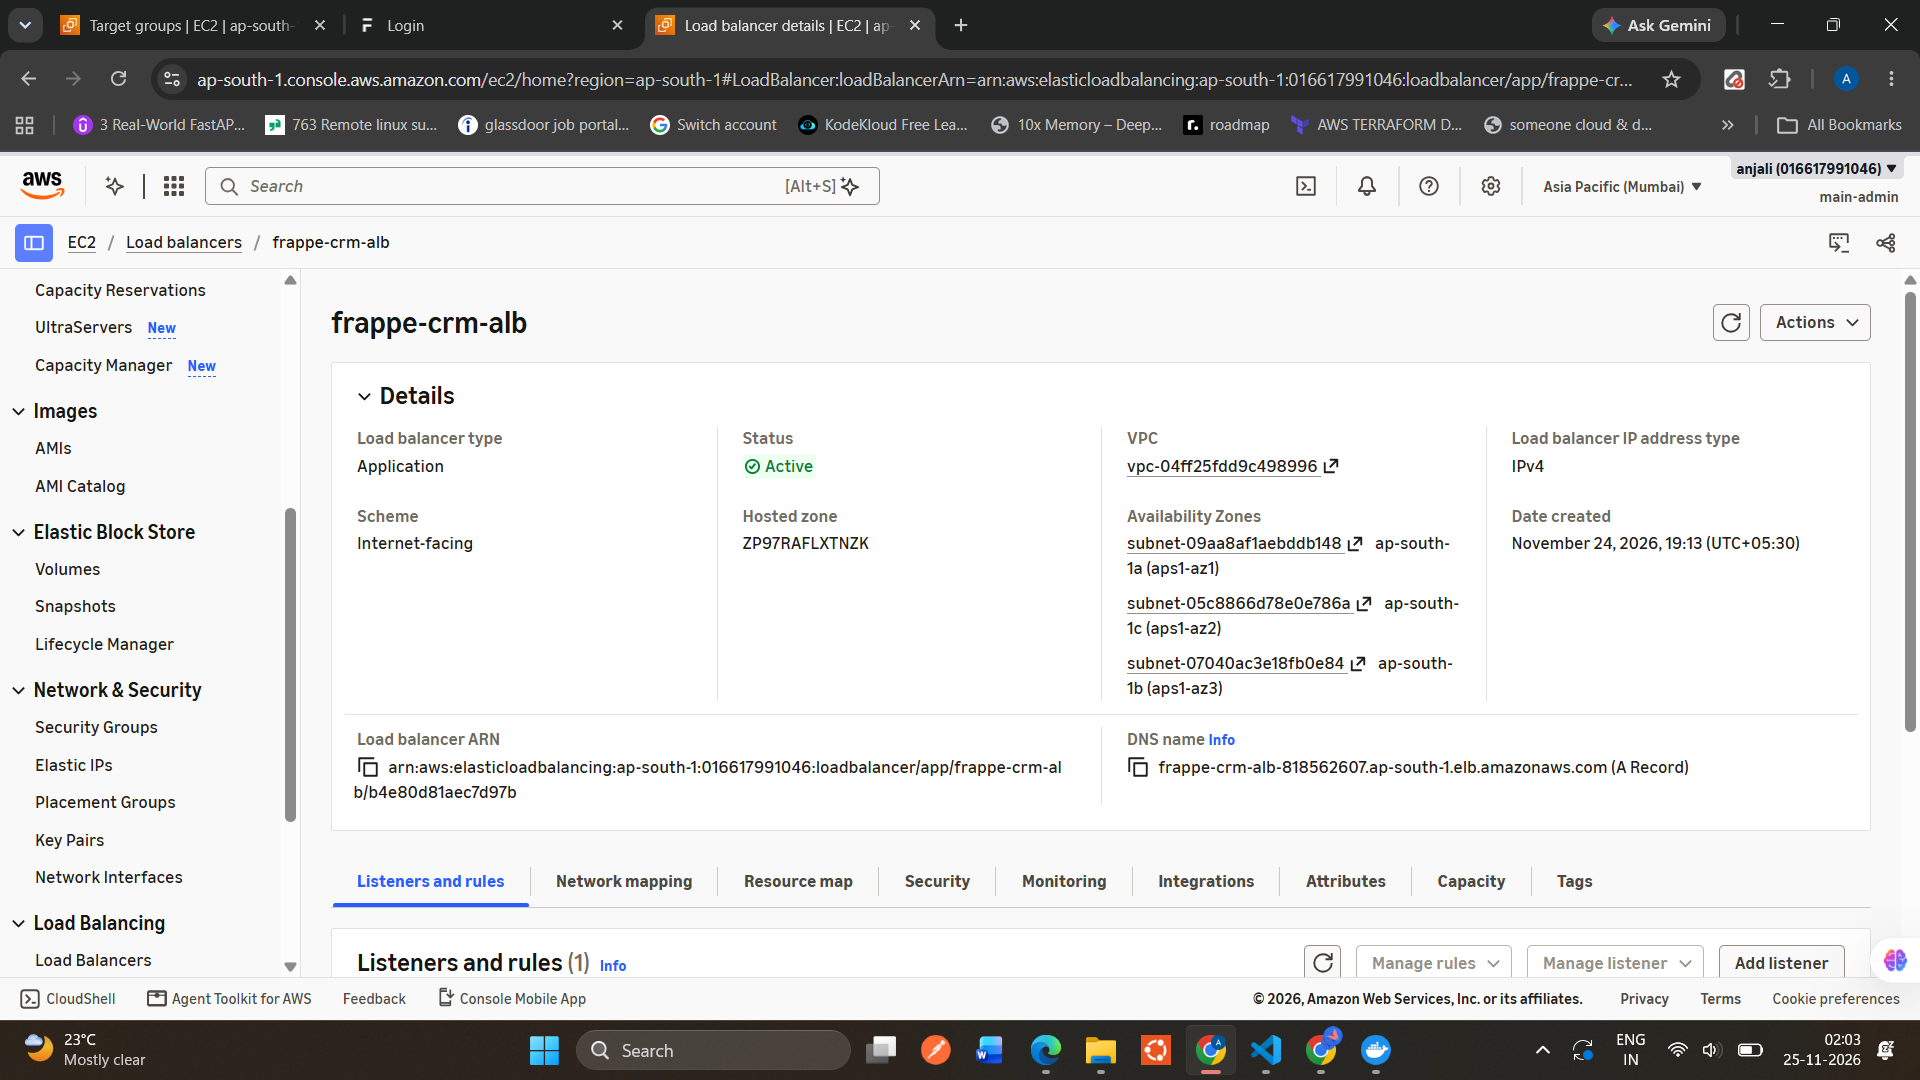 Target groups | EC2 | ap-south-
Login
Load balancer details | EC2 | ap-
Ask Gemini
ap-south-1.console.aws.amazon.com/ec2/home?region=ap-south-1#LoadBalancer:loadBalancerArn=arn:aws:elasticloadbalancing:ap-south-1:016617991046:loadbalancer/app/frappe-cr...
A
3 Real-World FastAP...
763 Remote linux su...
glassdoor job portal...
Switch account
KodeKloud Free Lea...
10x Memory – Deep...
roadmap
AWS TERRAFORM D...
someone cloud & d...
All Bookmarks
aws
Search
[Alt+S]
Asia Pacific (Mumbai)
anjali (016617991046)
main-admin
EC2 / Load balancers / frappe-crm-alb
Capacity Reservations
UltraServers New
Capacity Manager New
Images
AMIs
AMI Catalog
Elastic Block Store
Volumes
Snapshots
Lifecycle Manager
Network & Security
Security Groups
Elastic IPs
Placement Groups
Key Pairs
Network Interfaces
Load Balancing
Load Balancers
frappe-crm-alb
Actions
Details
Load balancer type
Application
Status
Active
VPC
vpc-04ff25fdd9c498996
Load balancer IP address type
IPv4
Scheme
Internet-facing
Hosted zone
ZP97RAFLXTNZK
Availability Zones
subnet-09aa8af1aebddb148 ap-south-
1a (aps1-az1)
subnet-05c8866d78e0e786a ap-south-
1c (aps1-az2)
subnet-07040ac3e18fb0e84 ap-south-
1b (aps1-az3)
Date created
November 24, 2026, 19:13 (UTC+05:30)
Load balancer ARN
arn:aws:elasticloadbalancing:ap-south-1:016617991046:loadbalancer/app/frappe-crm-al
b/b4e80d81aec7d97b
DNS name Info
frappe-crm-alb-818562607.ap-south-1.elb.amazonaws.com (A Record)
Listeners and rules
Network mapping
Resource map
Security
Monitoring
Integrations
Attributes
Capacity
Tags
Listeners and rules (1) Info
Manage rules
Manage listener
Add listener
CloudShell
Agent Toolkit for AWS
Feedback
Console Mobile App
© 2026, Amazon Web Services, Inc. or its affiliates.
Privacy
Terms
Cookie preferences
23°C
Mostly clear
Search
ENG
IN
02:03
25-11-2026